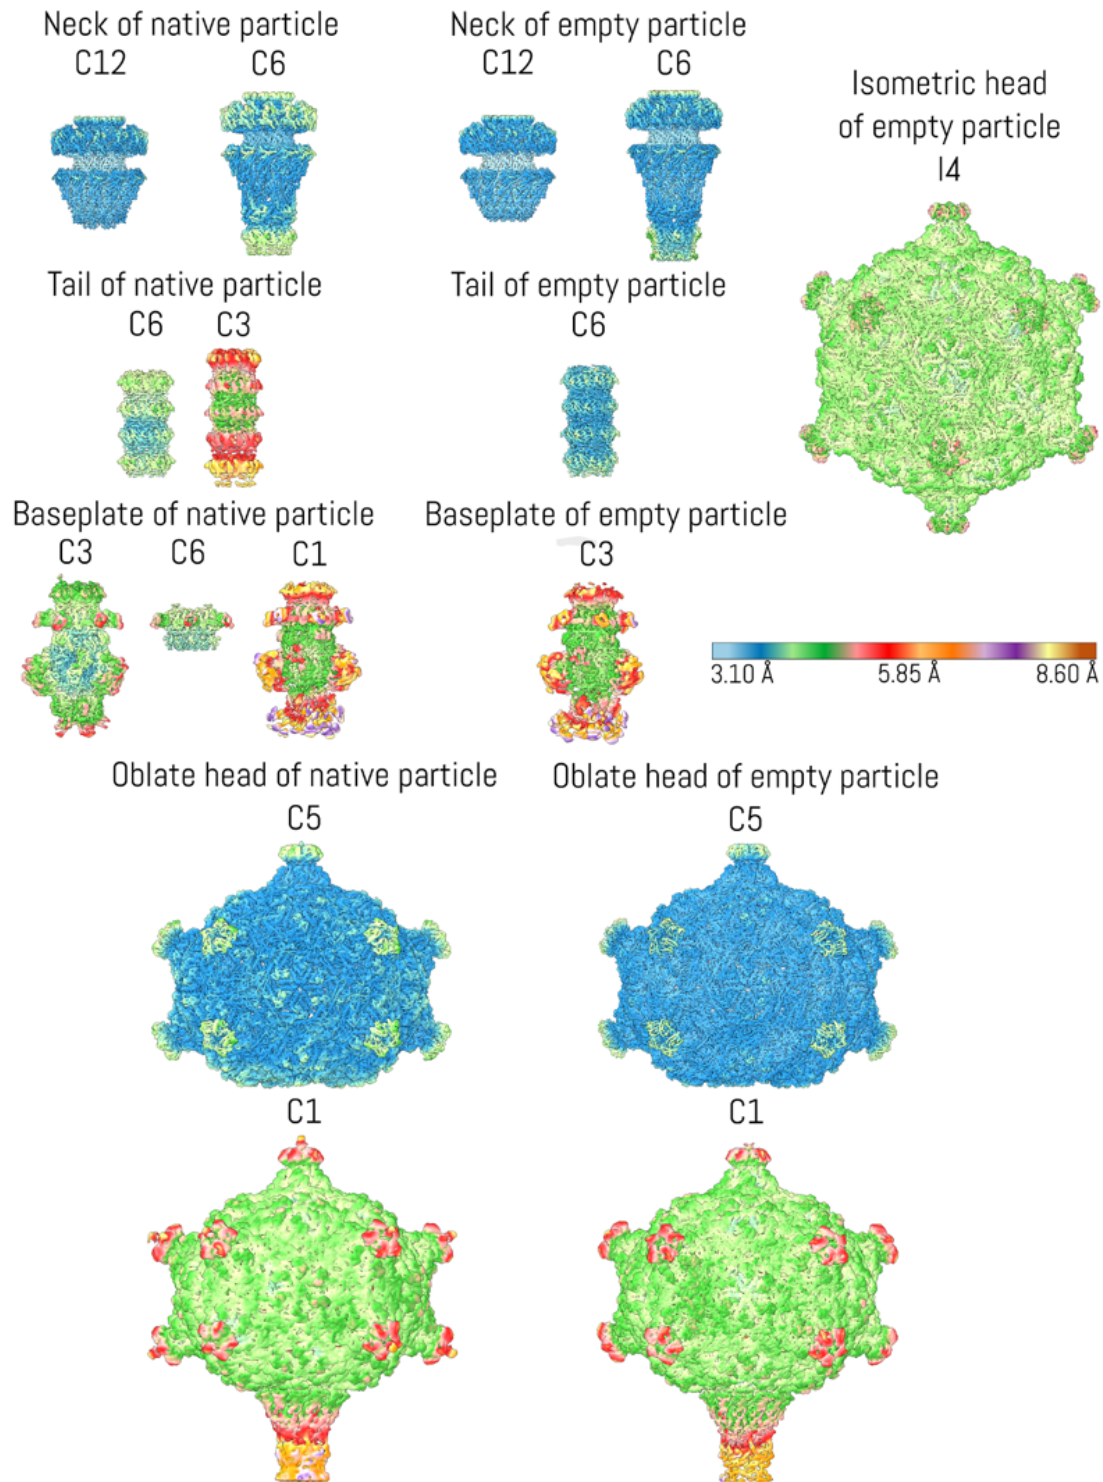 Neck of native particle
C12 C6
Neck of empty particle
C12 C6
Isometric head
of empty particle
I4
Tail of native particle
C6 C3
Tail of empty particle
C6
Baseplate of native particle
C3 C6 C1
Baseplate of empty particle
C3
3.10 Å 5.85 Å 8.60 Å
Oblate head of native particle
C5
Oblate head of empty particle
C5
C1
C1